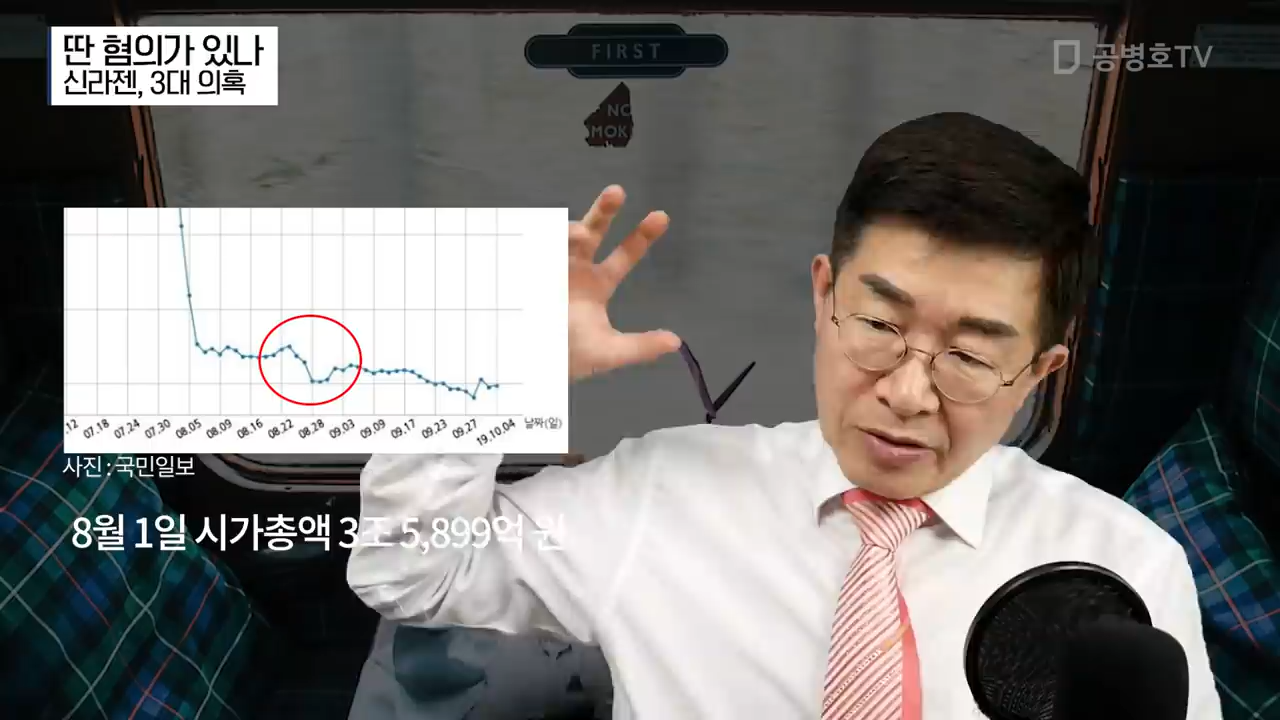 딴 혐의가 있나
신라젠, 3대 의혹
FIRST
공병호TV
NO
MOK
.12
07.18
07.24
07.30
08.05
08.09
08.16
08.22
08.28
09.03
09.09
09.17
09.23
09.27
19.10.04
날짜(일)
사진 : 국민일보
8월 1일 시가총액 3조 5,899억 원